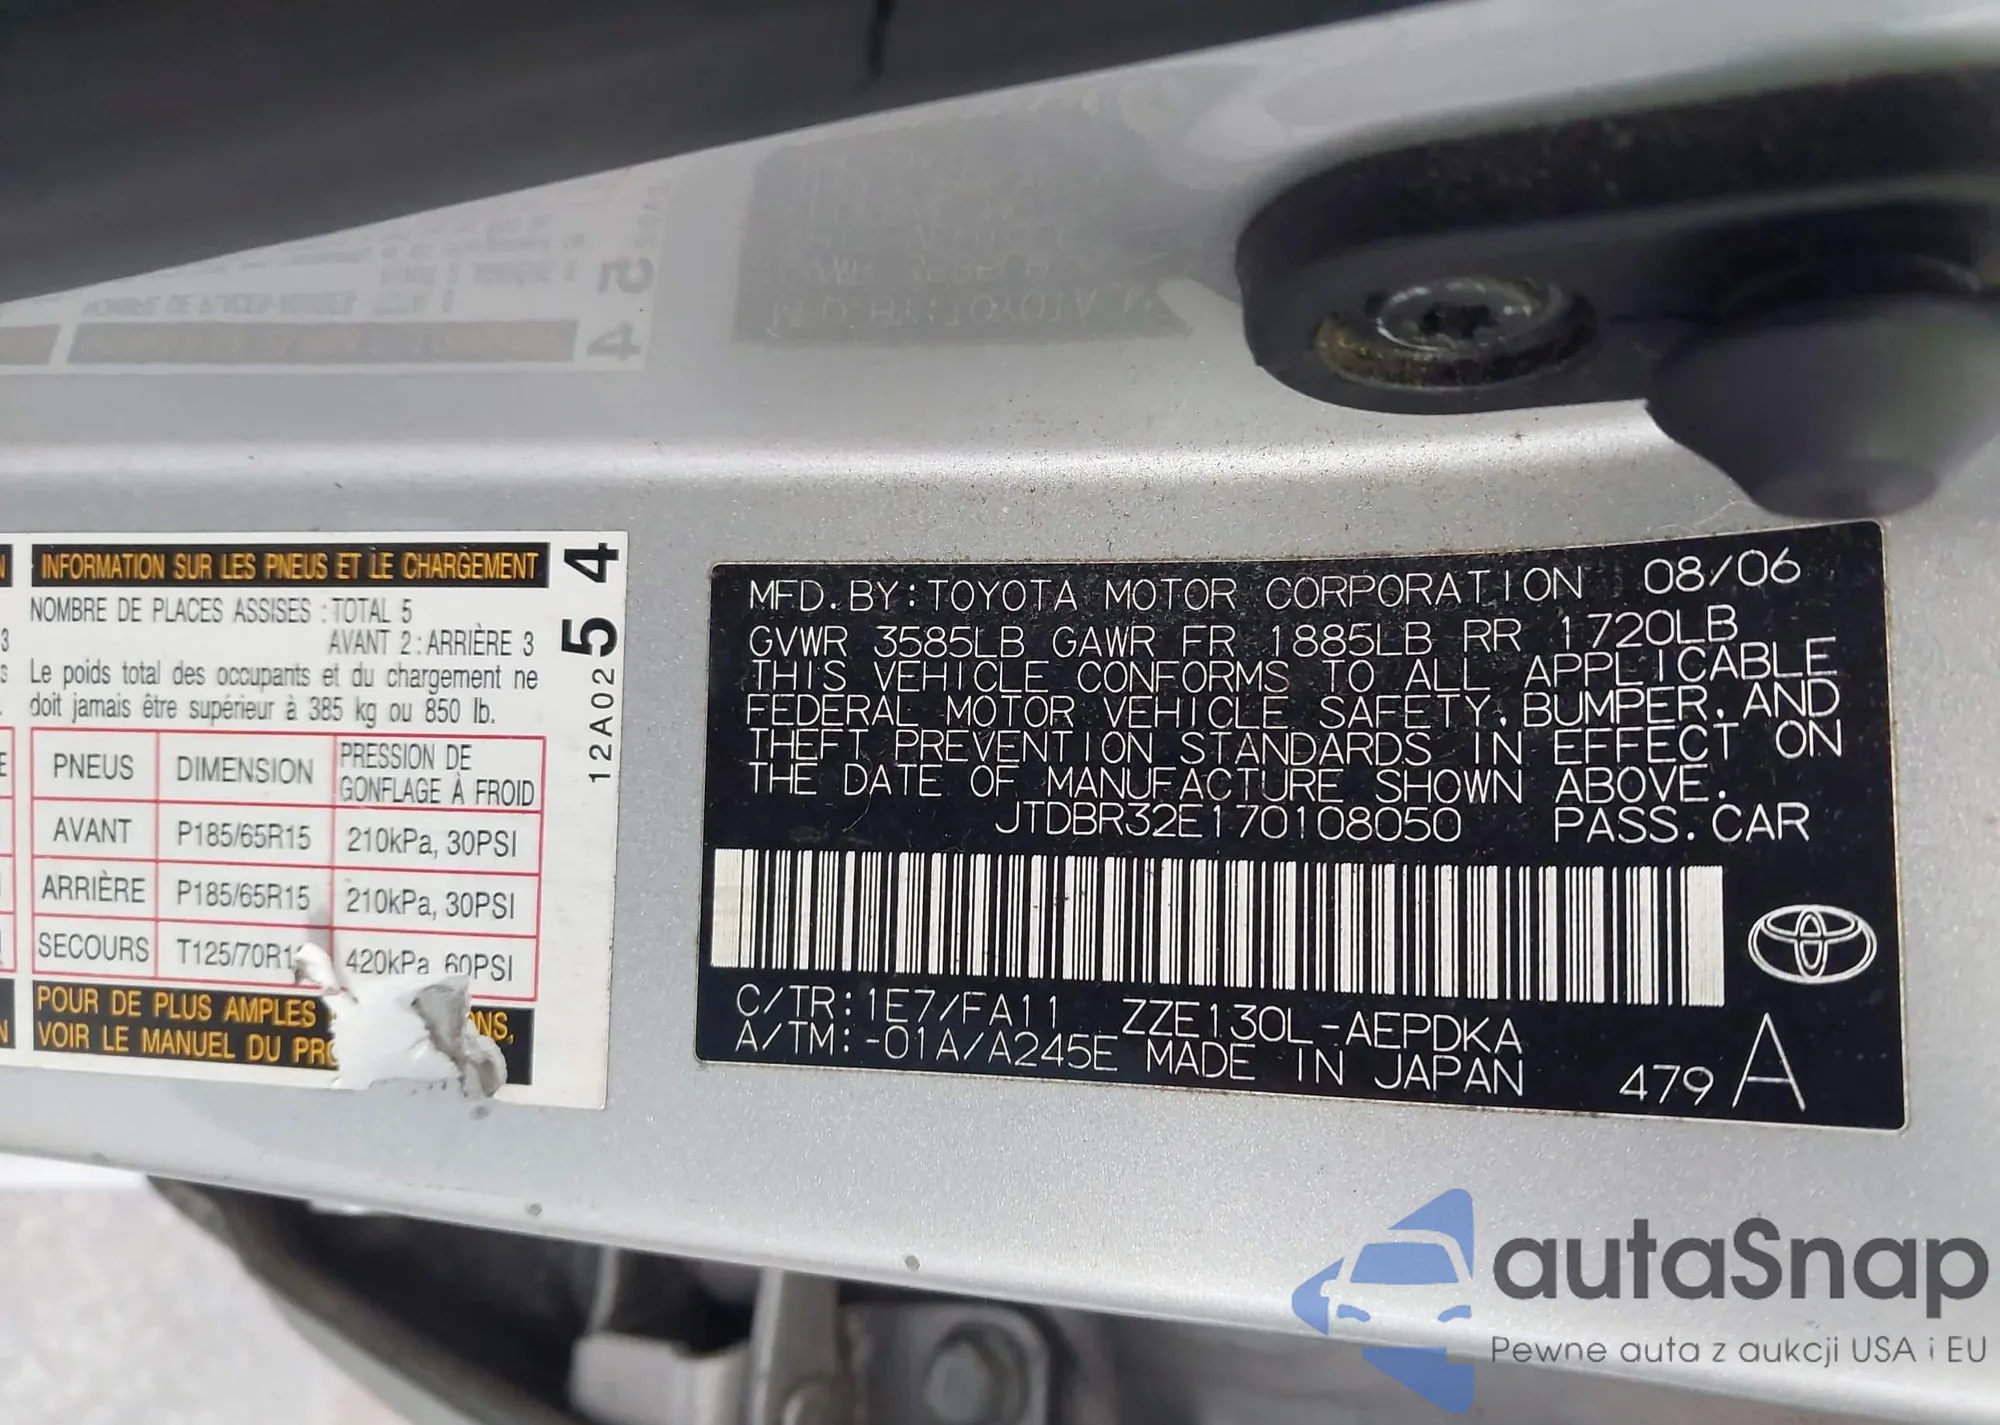 INFORMATION SUR LES PNEUS ET LE CHARGEMENT
NOMBRE DE PLACES ASSISES : TOTAL 5
AVANT 2 : ARRIÈRE 3
Le poids total des occupants et du chargement ne
doit jamais être supérieur à 385 kg ou 850 lb.
PNEUS DIMENSION PRESSION DE GONFLAGE À FROID
AVANT P185/65R15 210kPa, 30PSI
ARRIÈRE P185/65R15 210kPa, 30PSI
SECOURS 420kPa, 60PSI
POUR DE PLUS AMPLES
VOIR LE MANUEL DU
12A02 54
MFD. BY: TOYOTA MOTOR CORPORATION 08/06
GVWR 3585LB GAWR FR 1885LB RR 1720LB
THIS VEHICLE CONFORMS TO ALL APPLICABLE
FEDERAL MOTOR VEHICLE SAFETY, BUMPER, AND
THEFT PREVENTION STANDARDS IN EFFECT ON
THE DATE OF MANUFACTURE SHOWN ABOVE.
JTDBR32E170108050 PASS. CAR
C/TR: 1E7/FA11 ZZE130L-AEPDKA
A/TM: -01A/A245E MADE IN JAPAN 479 A
autaSnap
Pewne auta z aukcji USA i EU